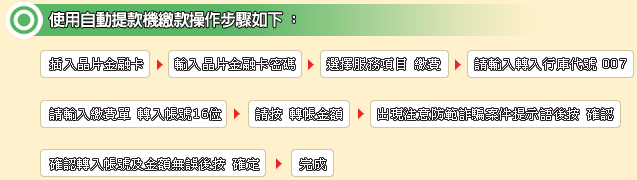 使用自動提款機繳款操作步驟如下：
插入晶片金融卡 輸入晶片金融卡密碼 選擇服務項目 繳費 請輸入轉入行庫代號 007
請輸入繳費單 轉入帳號16位 請按 轉帳金額 出現注意防範詐騙案件提示語後按 確認
確認轉入帳號及金額無誤後按 確定 完成